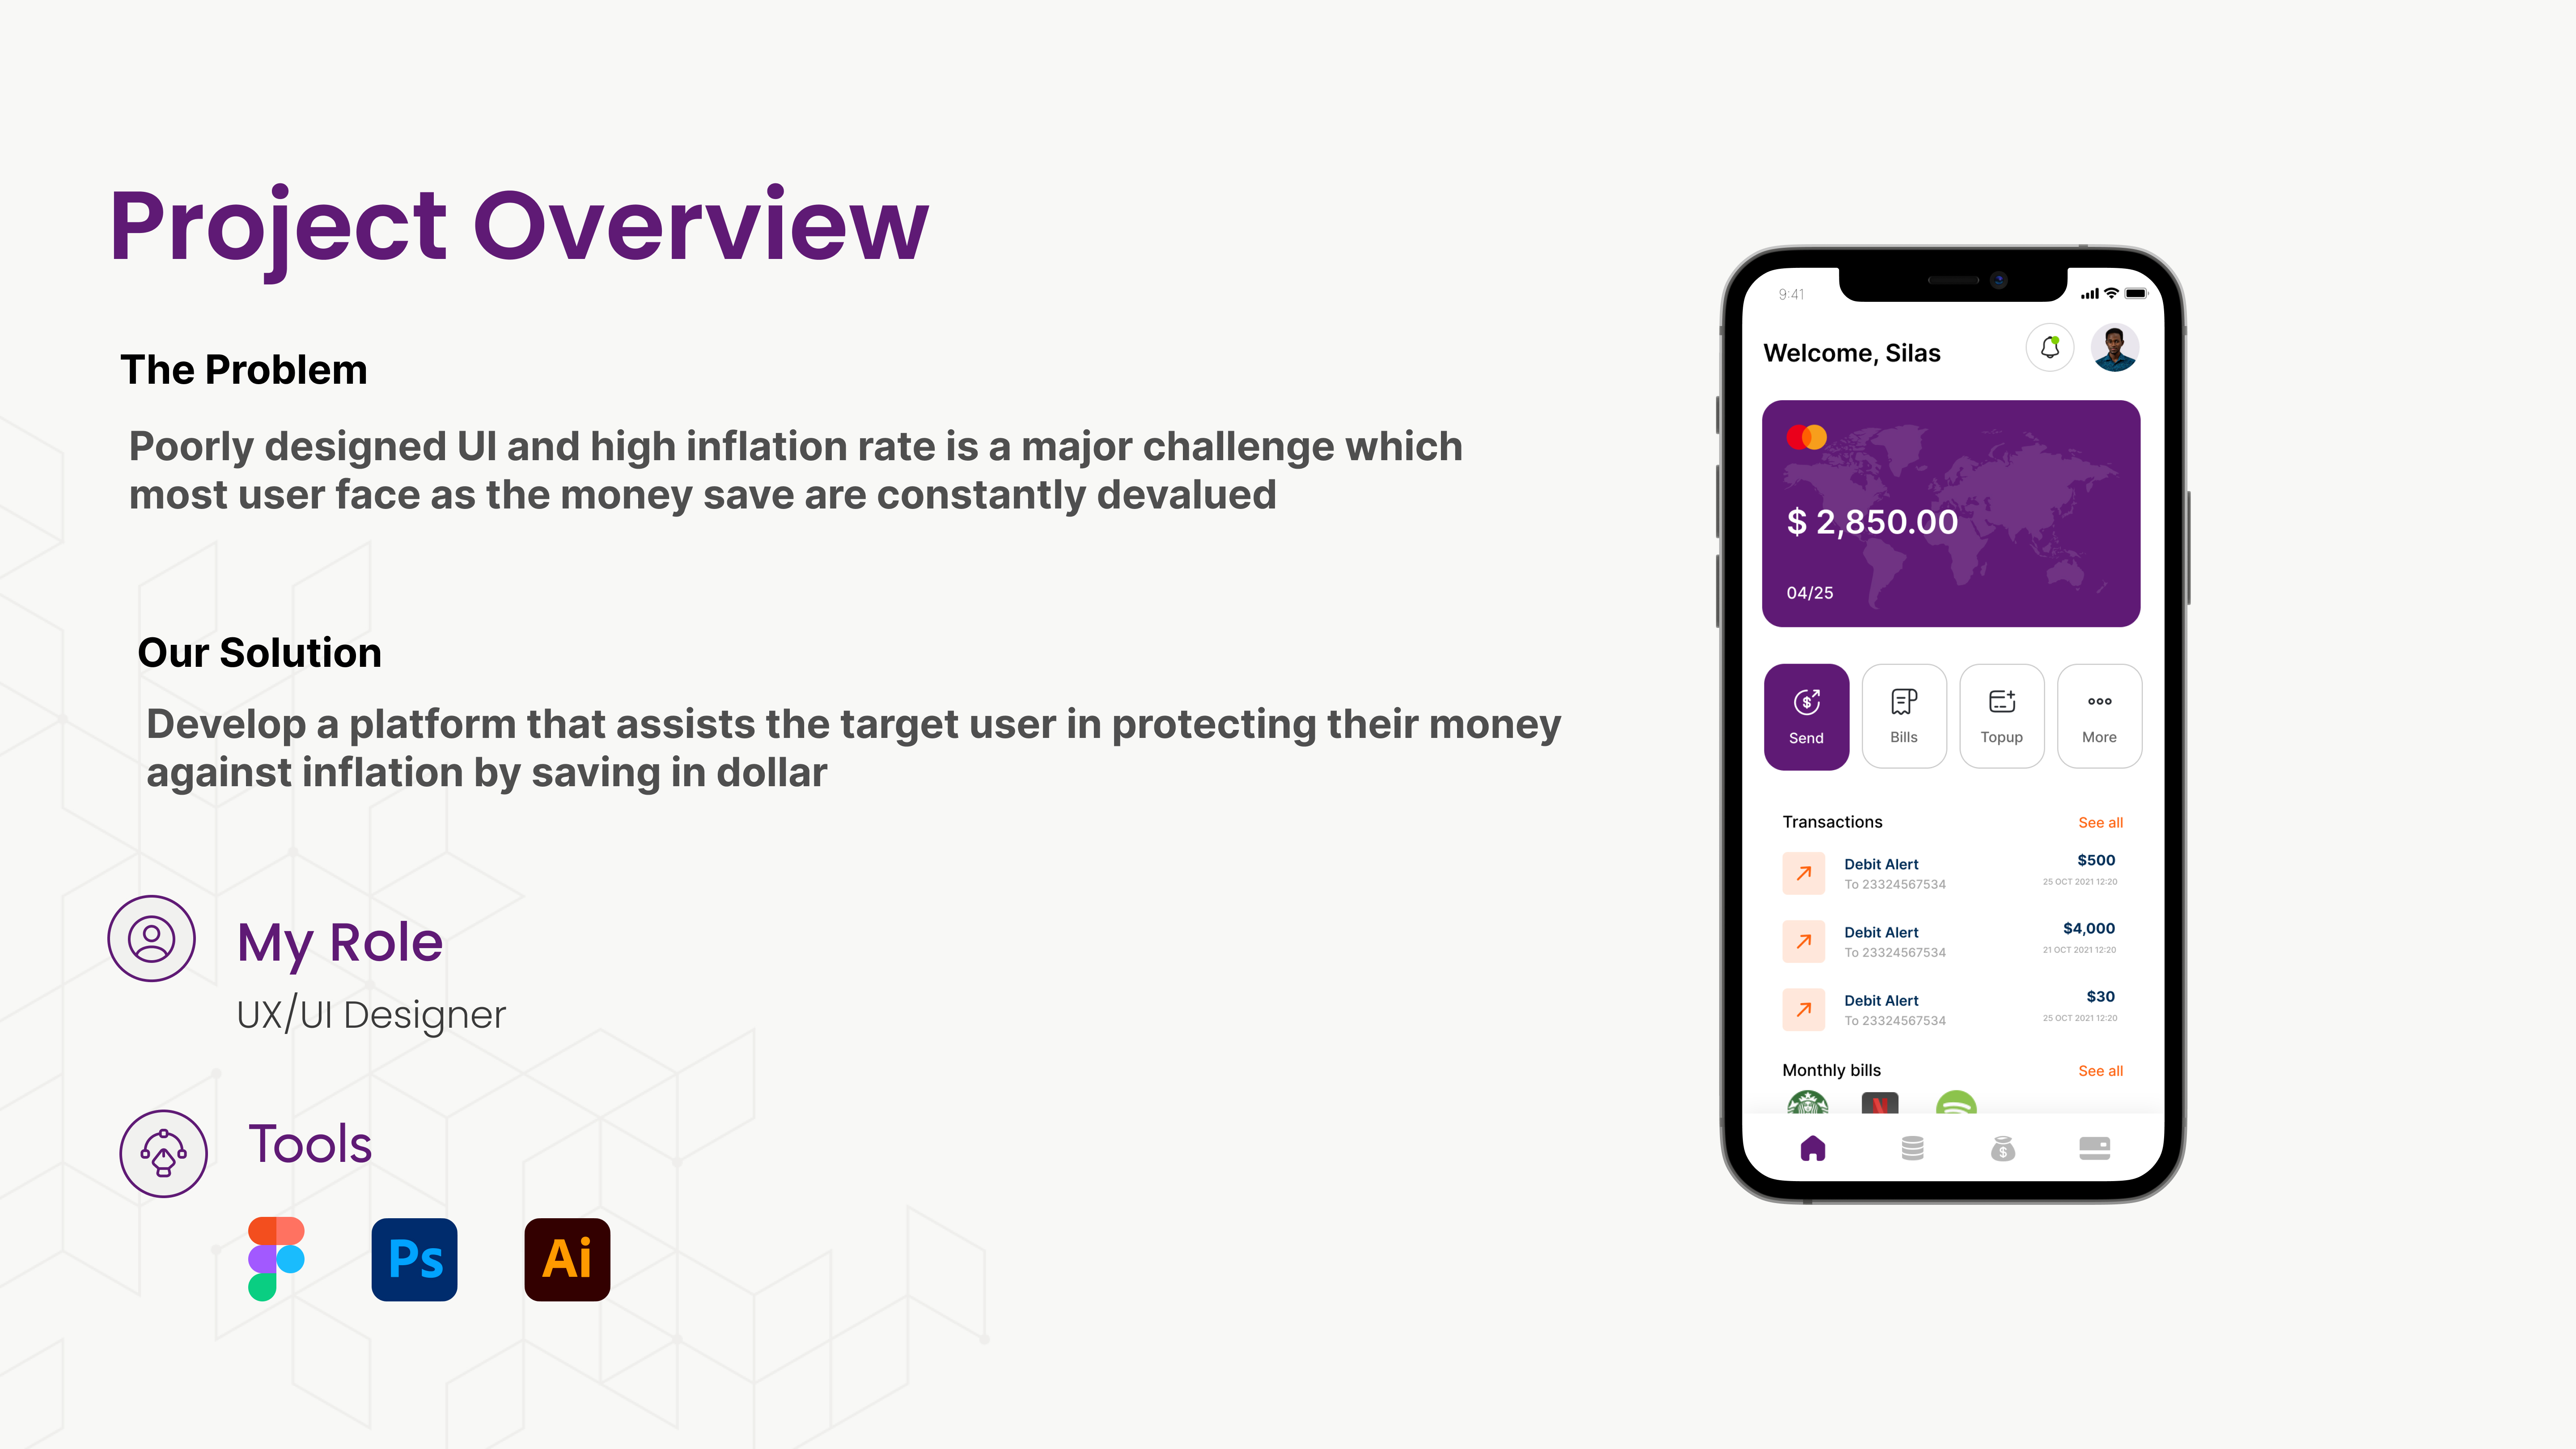 Project Overview
The Problem
Poorly designed UI and high inflation rate is a major challenge which
most user face as the money save are constantly devalued
Our Solution
Develop a platform that assists the target user in protecting their money
against inflation by saving in dollar
My Role
UX/UI Designer
Tools
Ps
Ai
9:41
Welcome, Silas
$ 2,850.00
04/25
Send
Bills
Topup
More
Transactions
See all
Debit Alert
$500
To 23324567534
25 OCT 2021 12:20
Debit Alert
$4,000
To 23324567534
21 OCT 2021 12:20
Debit Alert
$30
To 23324567534
25 OCT 2021 12:20
Monthly bills
See all
N
$